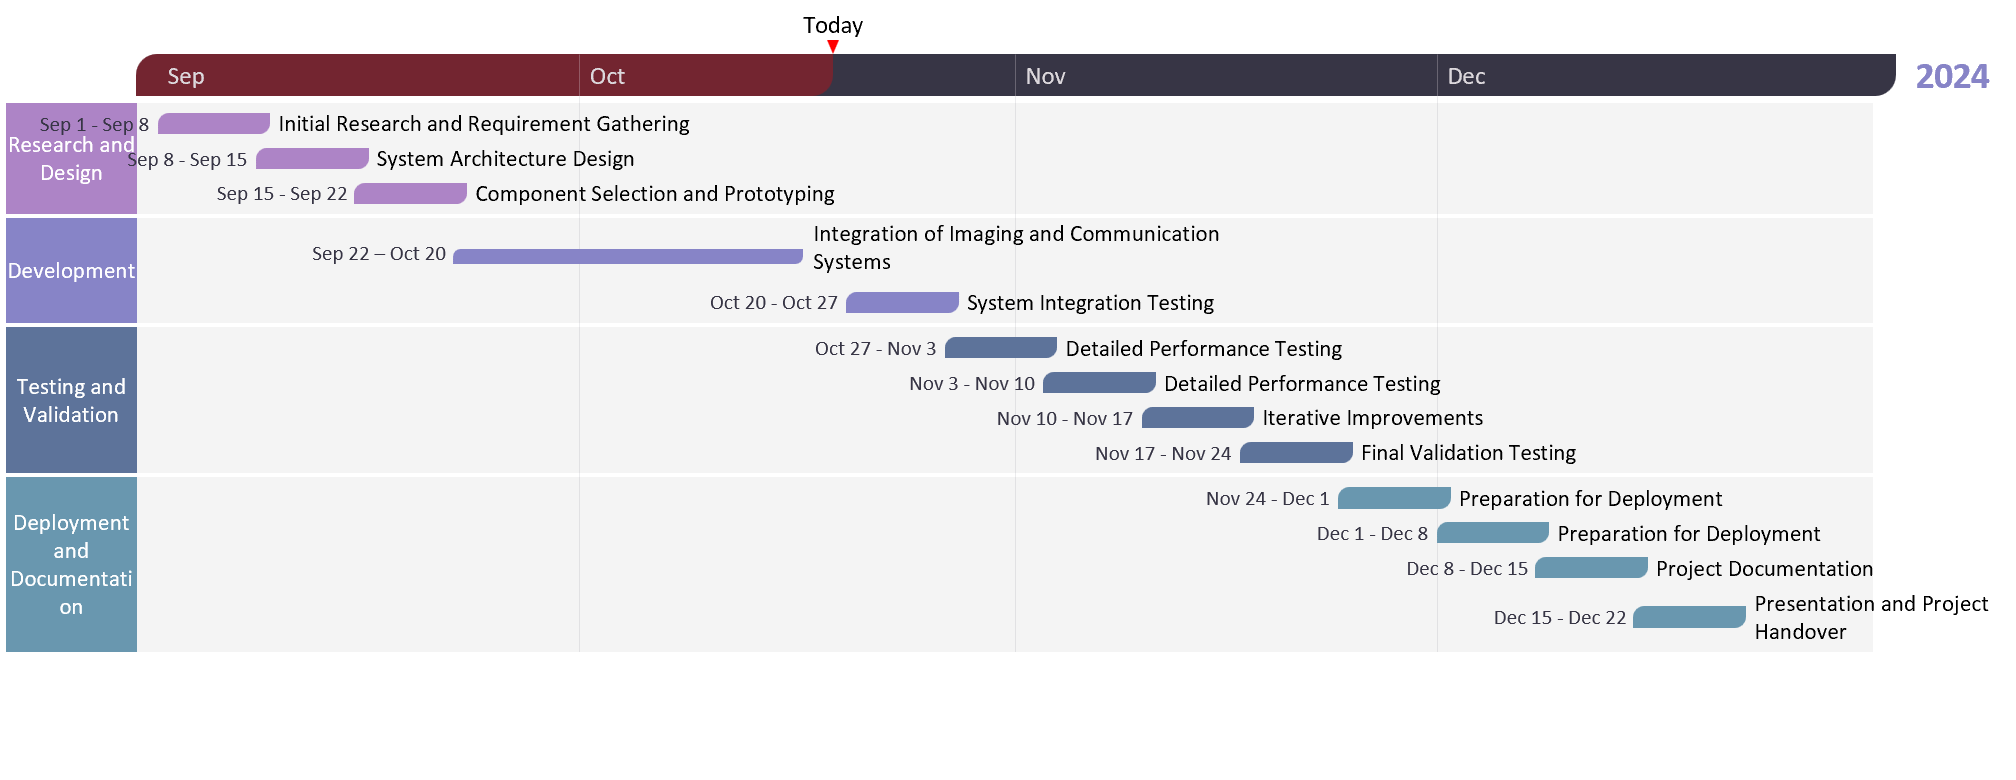 Today
Sep Oct Nov Dec 2024
Research and
Design
Sep 1 - Sep 8 Initial Research and Requirement Gathering
Sep 8 - Sep 15 System Architecture Design
Sep 15 - Sep 22 Component Selection and Prototyping
Development
Sep 22 – Oct 20 Integration of Imaging and Communication
Systems
Oct 20 - Oct 27 System Integration Testing
Testing and
Validation
Oct 27 - Nov 3 Detailed Performance Testing
Nov 3 - Nov 10 Detailed Performance Testing
Nov 10 - Nov 17 Iterative Improvements
Nov 17 - Nov 24 Final Validation Testing
Deployment
and
Documentati
on
Nov 24 - Dec 1 Preparation for Deployment
Dec 1 - Dec 8 Preparation for Deployment
Dec 8 - Dec 15 Project Documentation
Dec 15 - Dec 22 Presentation and Project
Handover